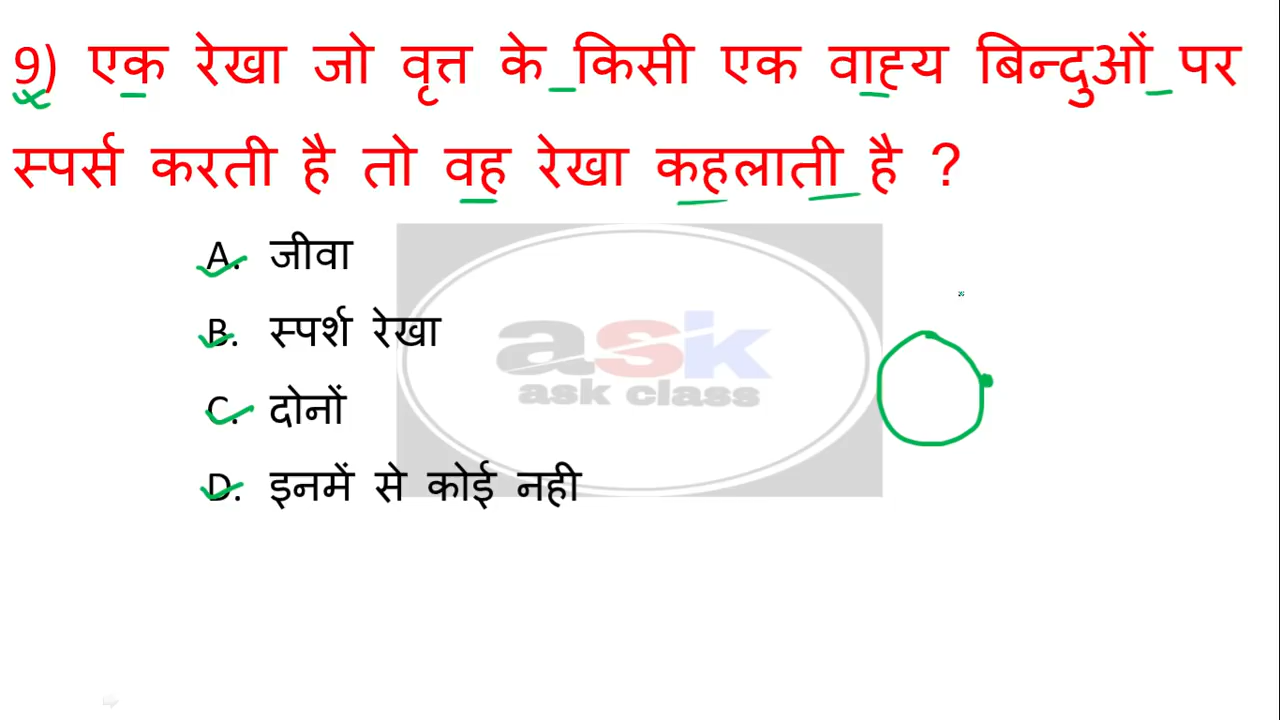 9) एक रेखा जो वृत्त के किसी एक वाह्य बिन्दुओं पर
स्पर्स करती है तो वह रेखा कहलाती है ?
A. जीवा
B. स्पर्श रेखा
C. दोनों
D. इनमें से कोई नही
ask
ask class